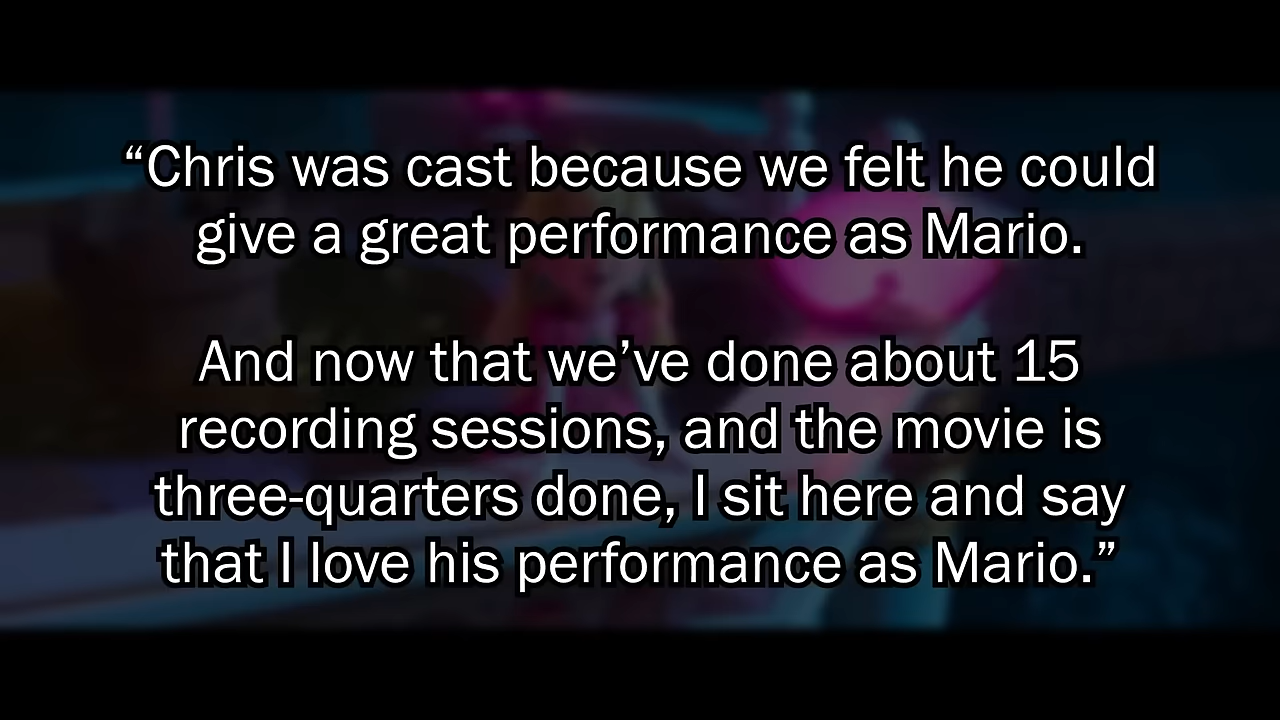 “Chris was cast because we felt he could
give a great performance as Mario.
And now that we’ve done about 15
recording sessions, and the movie is
three-quarters done, I sit here and say
that I love his performance as Mario.”